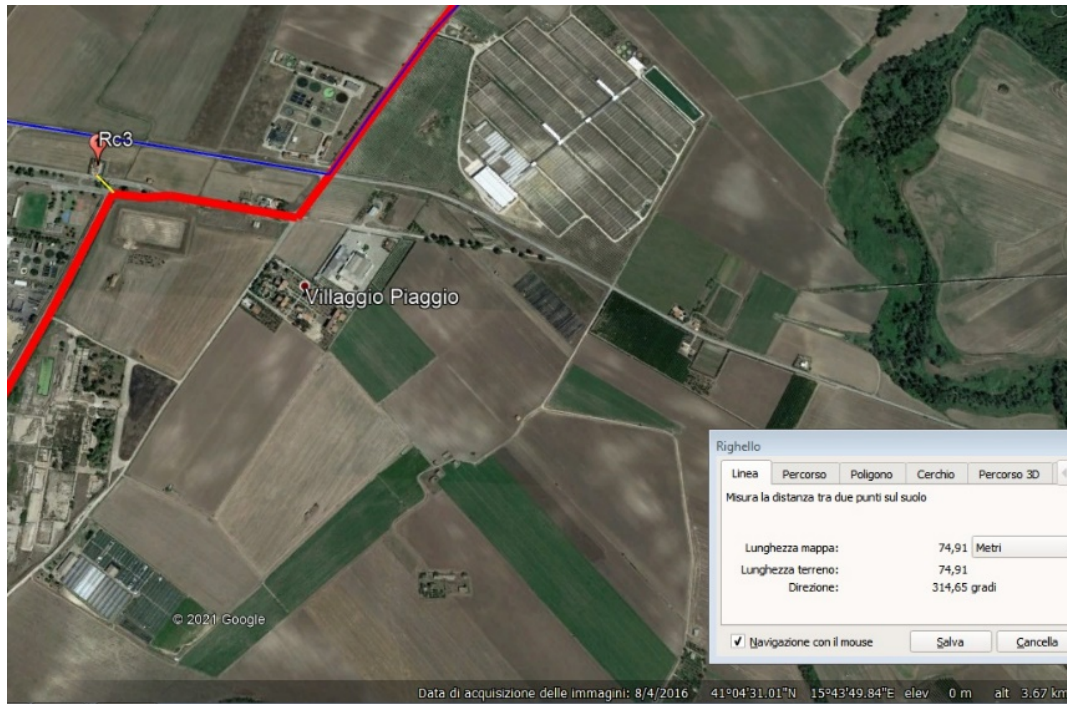 Rc3
Villaggio Piaggio
Righello
Linea Percorso Poligono Cerchio Percorso 3D
Misura la distanza tra due punti sul suolo
Lunghezza mappa: 74,91 Metri
Lunghezza terreno: 74,91
Direzione: 314,65 gradi
Navigazione con il mouse Salva Cancella
© 2021 Google
Data di acquisizione delle immagini: 8/4/2016 41°04'31.01"N 15°43'49.84"E elev 0 m alt 3.67 km